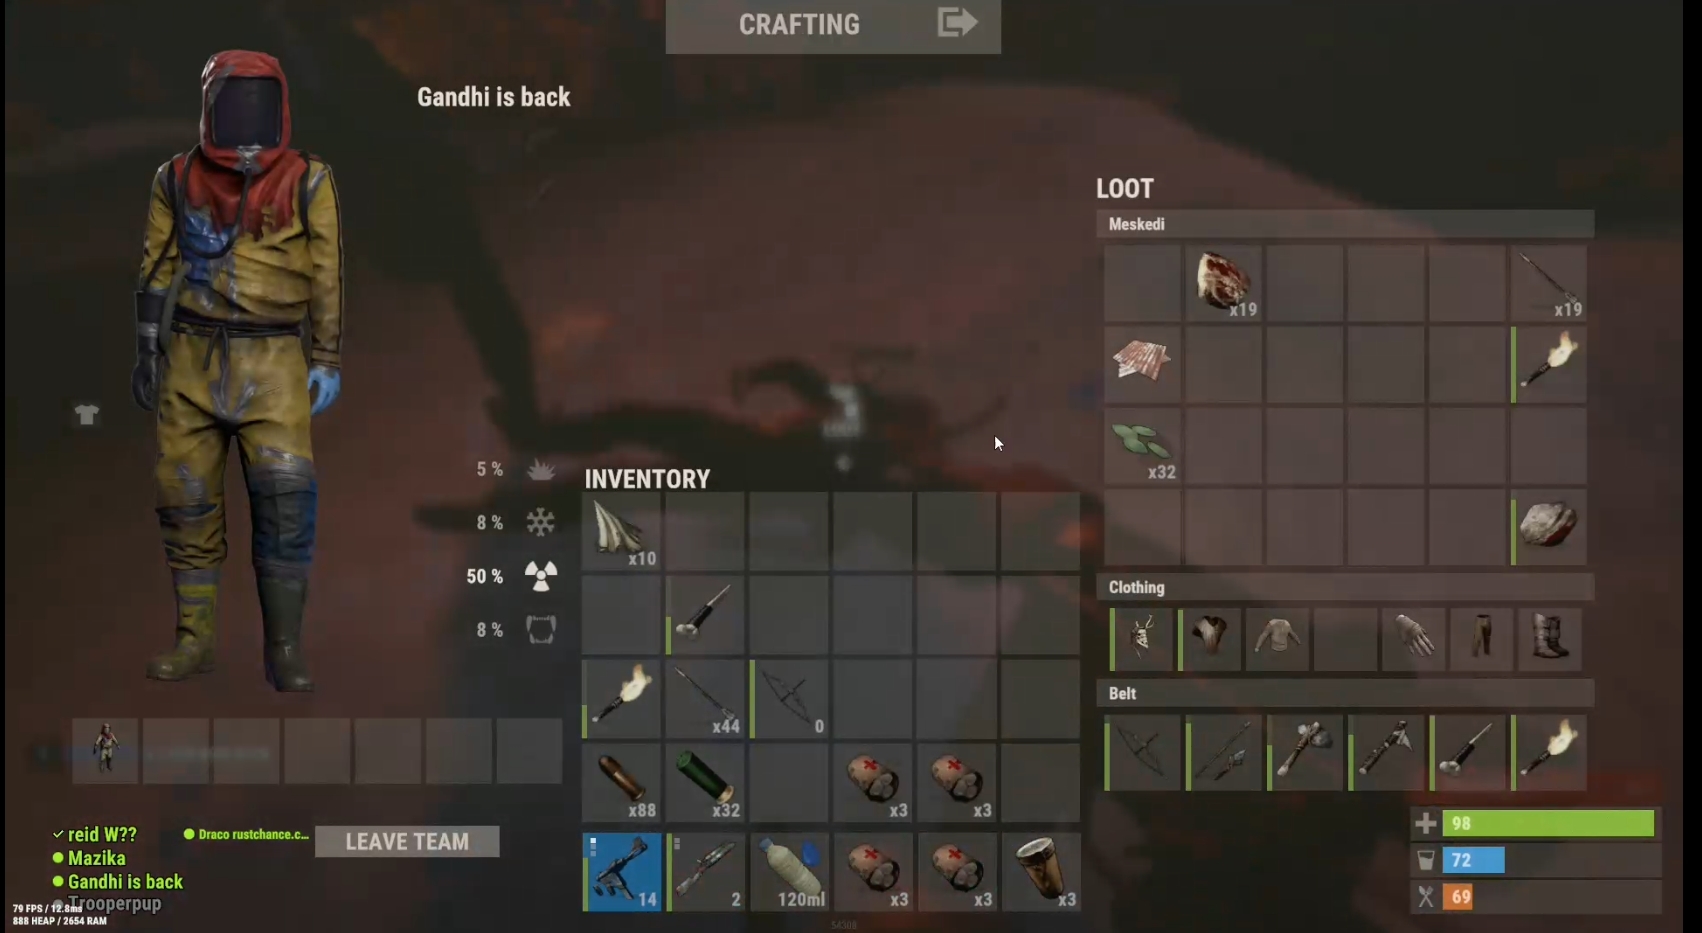 CRAFTING
Gandhi is back
LOOT
Meskedi
x19
x19
x32
5 %
8 %
50 %
8 %
INVENTORY
x10
x44
0
x88
x32
x3
x3
14
2
120ml
x3
x3
x3
Clothing
Belt
98
72
69
reid W??
Draco rustchance.c...
LEAVE TEAM
Mazika
Gandhi is back
Trooperpup
79 FPS / 12.8ms
888 HEAP / 2654 RAM